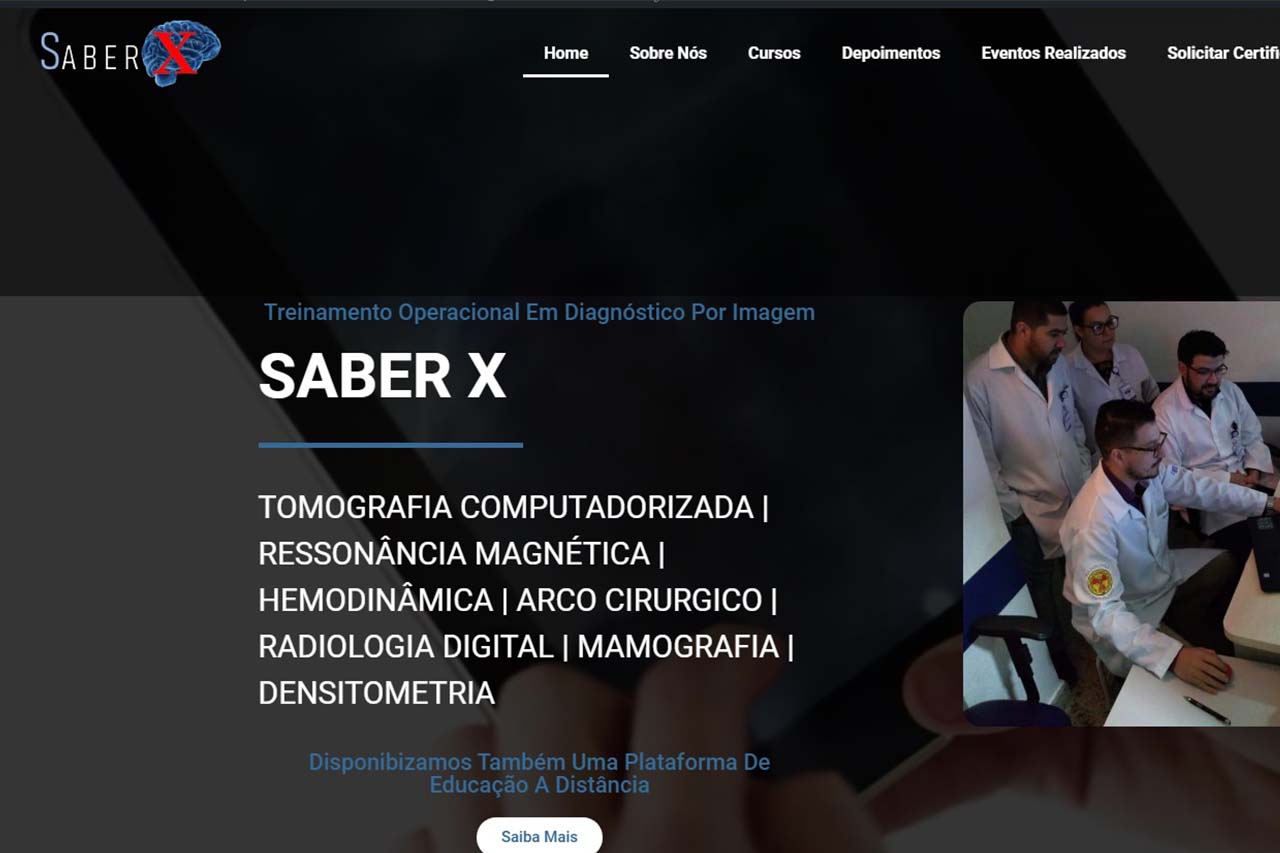 SABER X
Home Sobre Nós Cursos Depoimentos Eventos Realizados Solicitar
Treinamento Operacional Em Diagnóstico Por Imagem
SABER X
TOMOGRAFIA COMPUTADORIZADA |
RESSONÂNCIA MAGNÉTICA |
HEMODINÂMICA | ARCO CIRURGICO |
RADIOLOGIA DIGITAL | MAMOGRAFIA |
DENSITOMETRIA
Disponibizamos Também Uma Plataforma De
Educação A Distância
Saiba Mais